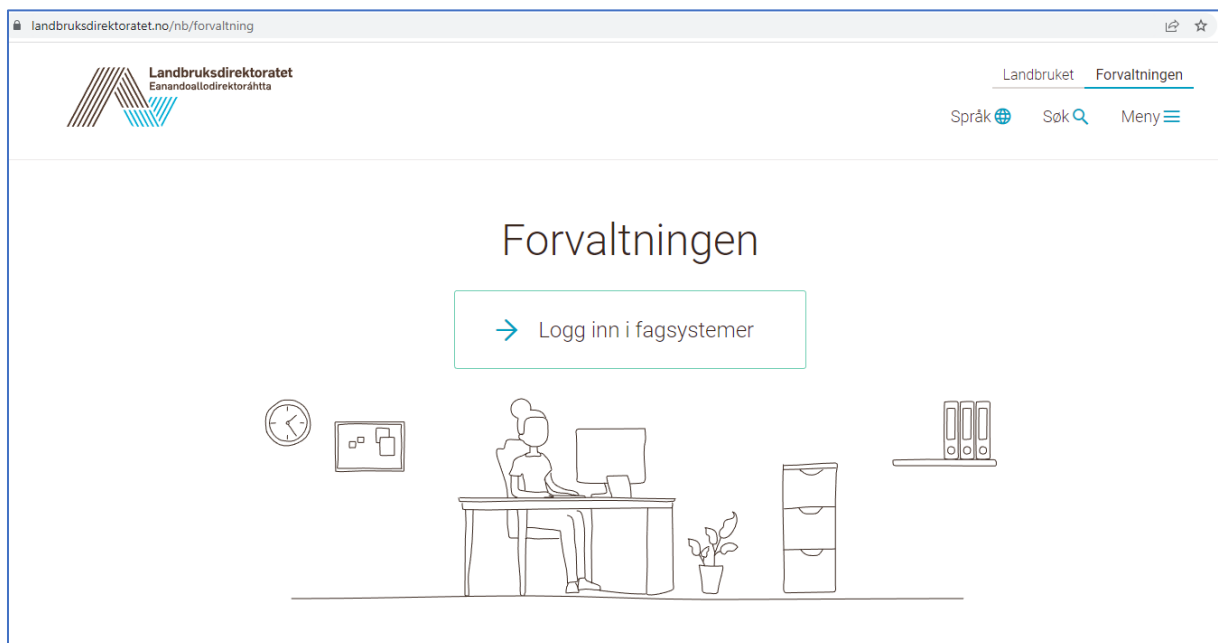 landbruksdirektoratet.no/nb/forvaltning
Landbruksdirektoratet
Eanandoallodirektoráhtta
Landbruket Forvaltningen
Språk Søk Meny
Forvaltningen
Logg inn i fagsystemer